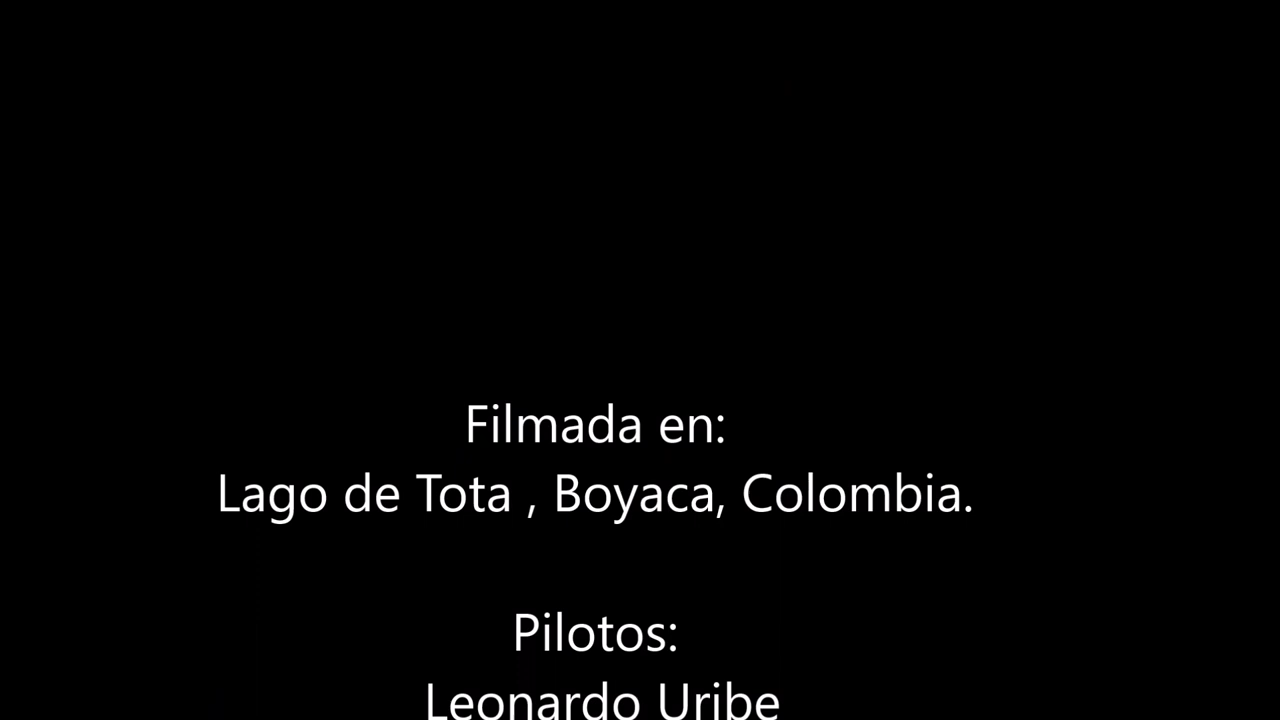 Filmada en:
Lago de Tota , Boyaca, Colombia.
Pilotos:
Leonardo Uribe